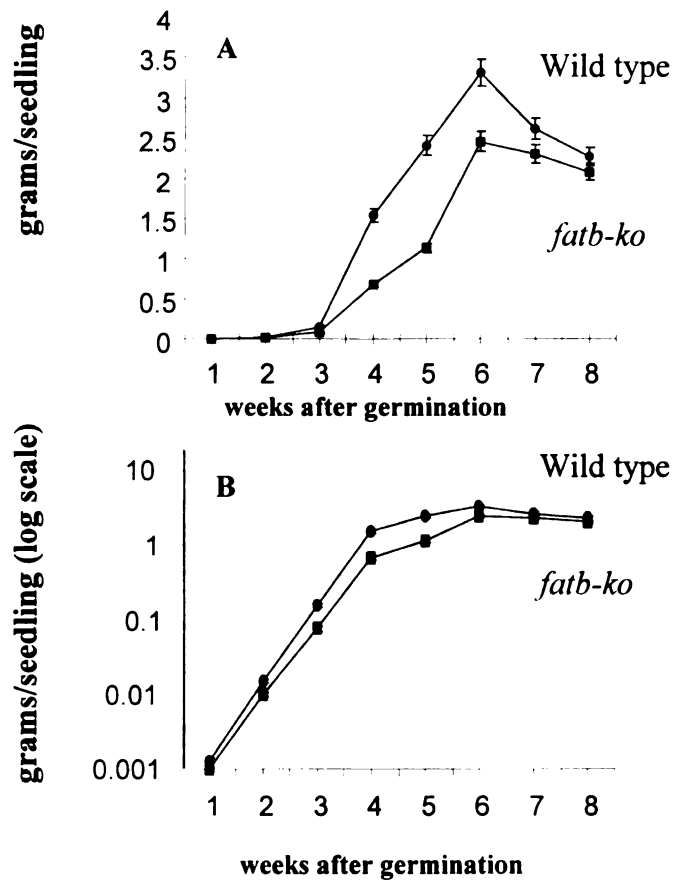 A
Wild type
fatb-ko
grams/seedling
4
3.5
3
2.5
2
1.5
1
0.5
0
1 2 3 4 5 6 7 8
weeks after germination
B
Wild type
fatb-ko
grams/seedling (log scale)
10
1
0.1
0.01
0.001
1 2 3 4 5 6 7 8
weeks after germination